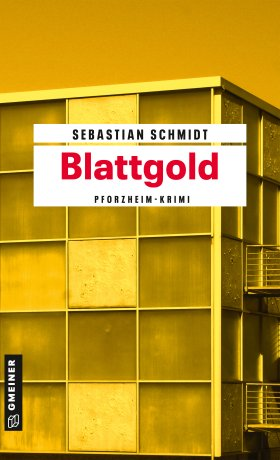 SEBASTIAN SCHMIDT
Blattgold
PFORZHEIM-KRIMI
GMEINER